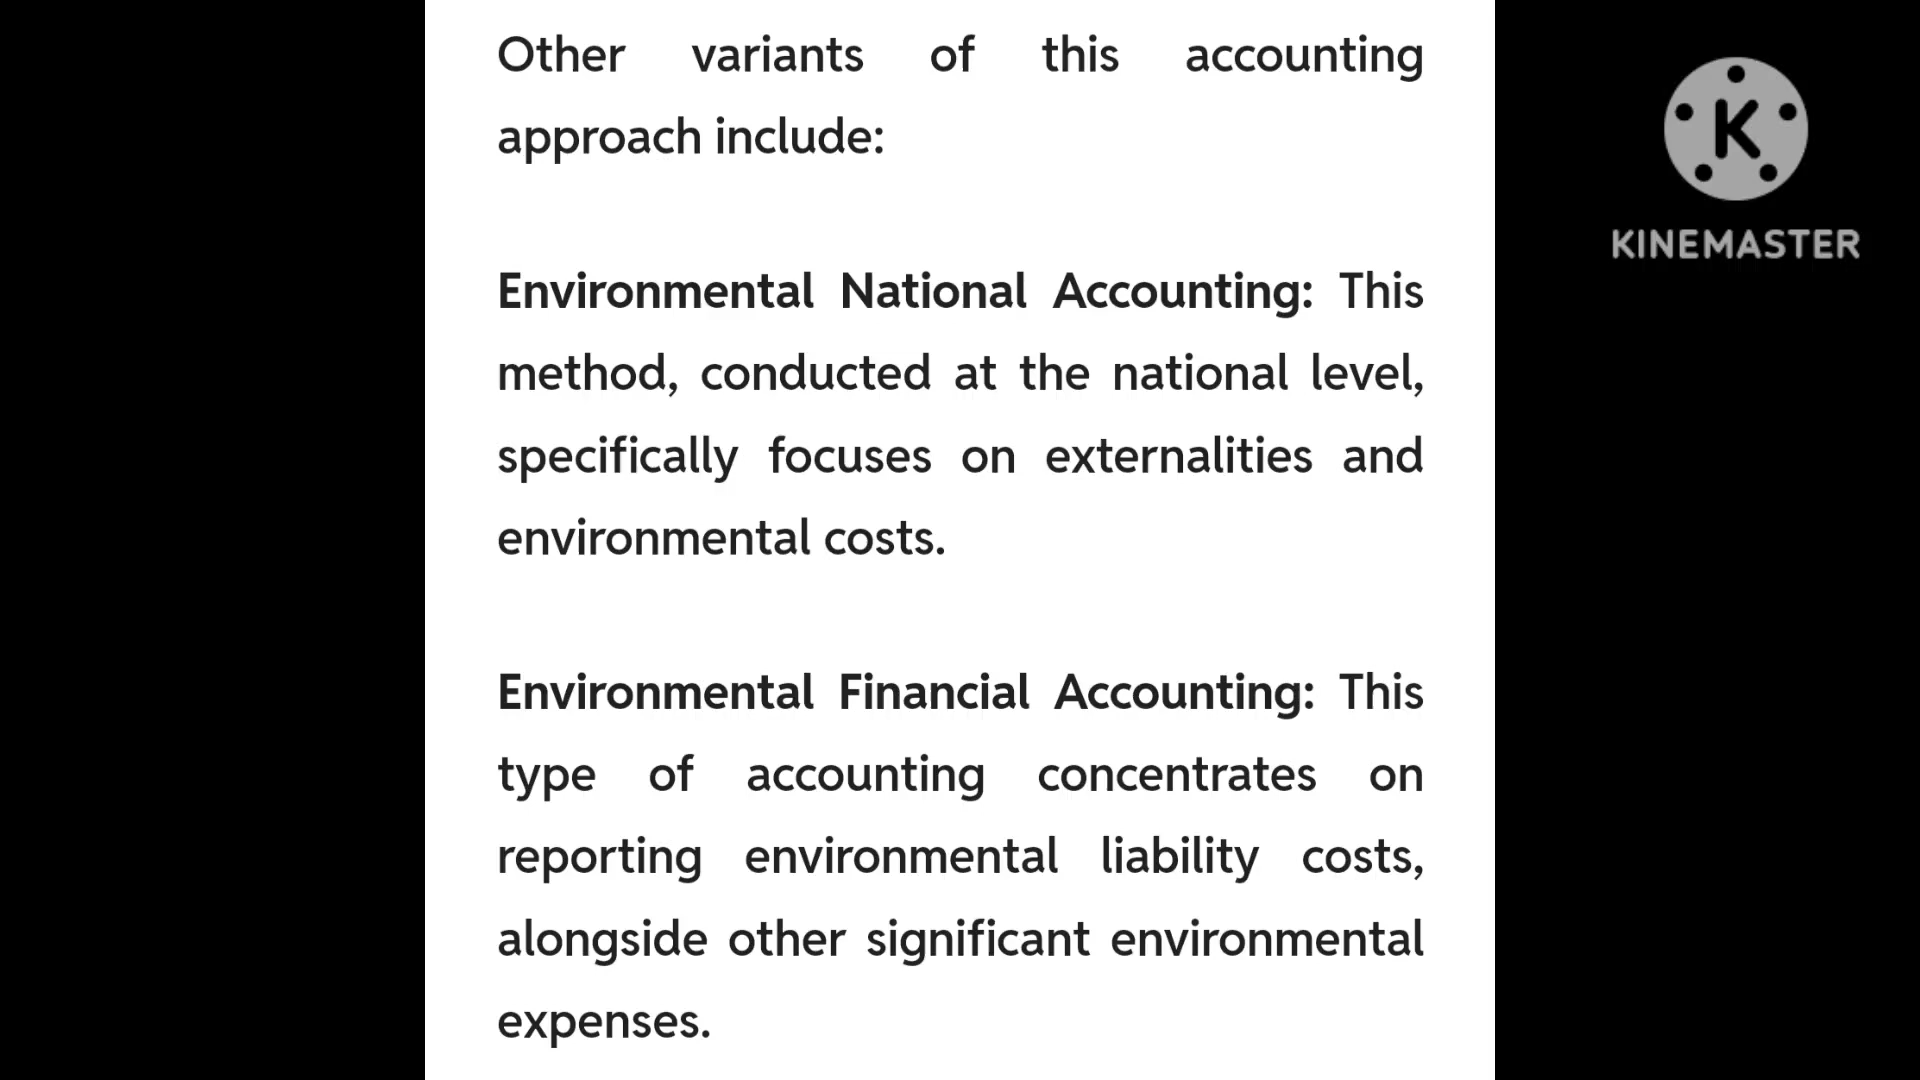 Other variants of this accounting
approach include:
Environmental National Accounting: This
method, conducted at the national level,
specifically focuses on externalities and
environmental costs.
Environmental Financial Accounting: This
type of accounting concentrates on
reporting environmental liability costs,
alongside other significant environmental
expenses.
K
KINEMASTER